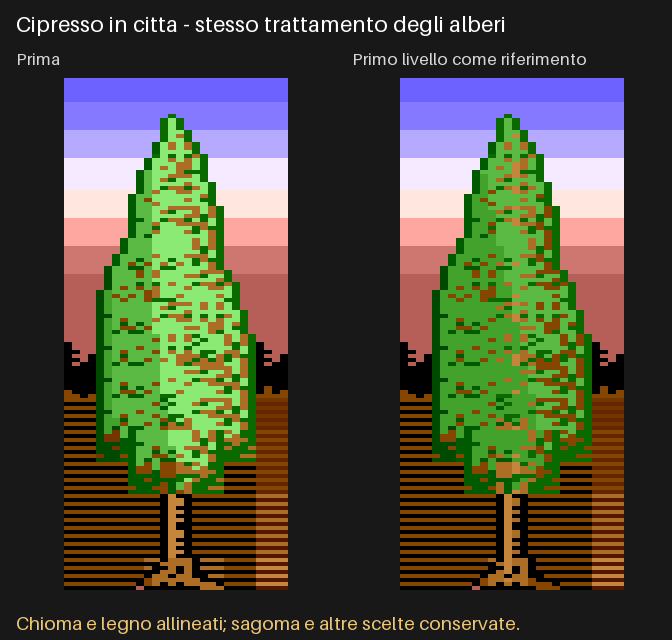 Cipresso in citta - stesso trattamento degli alberi
Prima
Primo livello come riferimento
Chioma e legno allineati; sagoma e altre scelte conservate.